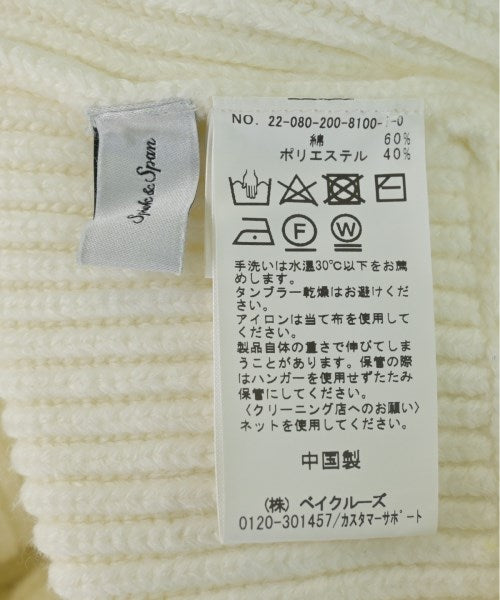 Spick & Span
NO. 22-080-200-8100-1-0
綿 60%
ポリエステル 40%
F
W
手洗いは水温30℃以下をお薦
めします。
タンブラー乾燥はお避けくだ
さい。
アイロンは当て布を使用して
ください。
製品自体の重さで伸びてしま
うことがあります。保管の際
はハンガーを使用せずたたみ
保管にしてください。
〈クリーニング店へのお願い〉
ネットを使用してください。
中国製
(株) ベイクルーズ
0120-301457/カスタマーサポート